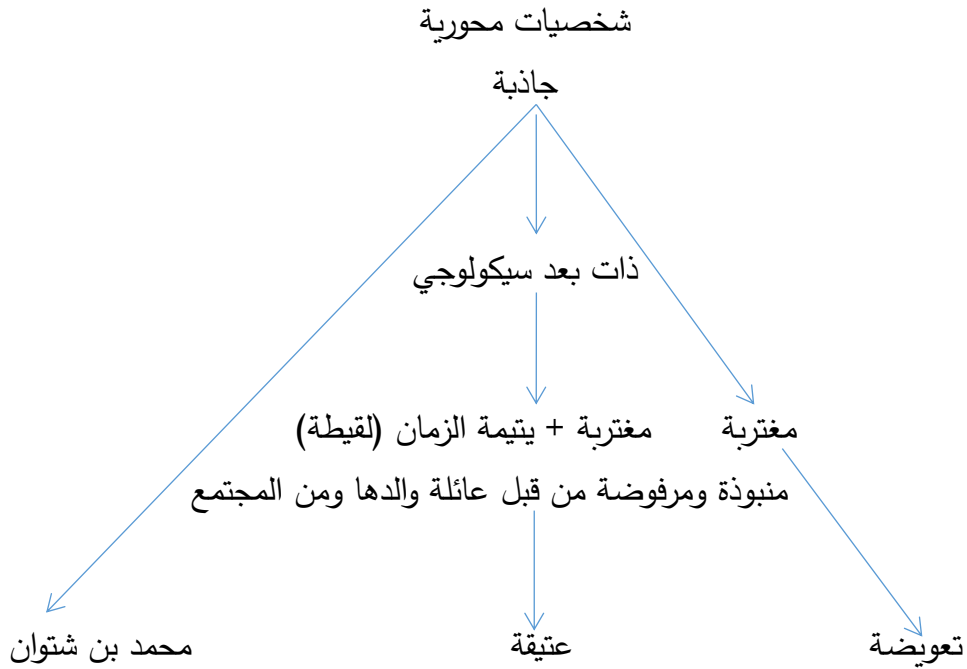 شخصيات محورية
جاذبة
ذات بعد سيكولوجي
مغتربة مغتربة + يتيمة الزمان (لقيطة)
منبوذة ومرفوضة من قبل عائلة والدها ومن المجتمع
تعويضة عتيقة محمد بن شتوان